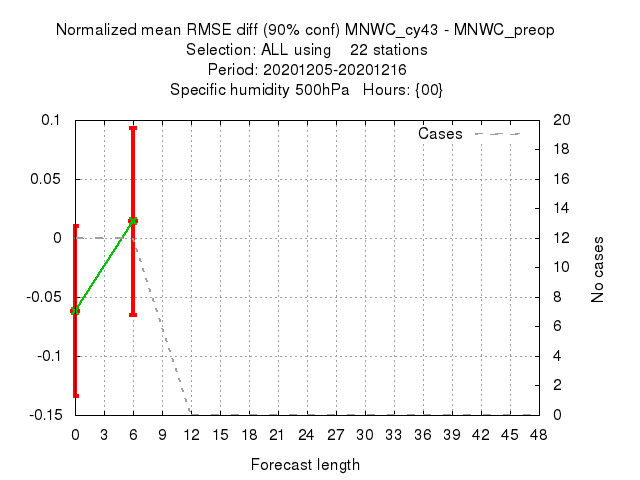 Normalized mean RMSE diff (90% conf) MNWC_cy43 - MNWC_preop
Selection: ALL using 22 stations
Period: 20201205-20201216
Specific humidity 500hPa Hours: {00}
Cases
0.1
0.05
0
-0.05
-0.1
-0.15
20
18
16
14
12
10
8
6
4
2
0
No cases
0 3 6 9 12 15 18 21 24 27 30 33 36 39 42 45 48
Forecast length